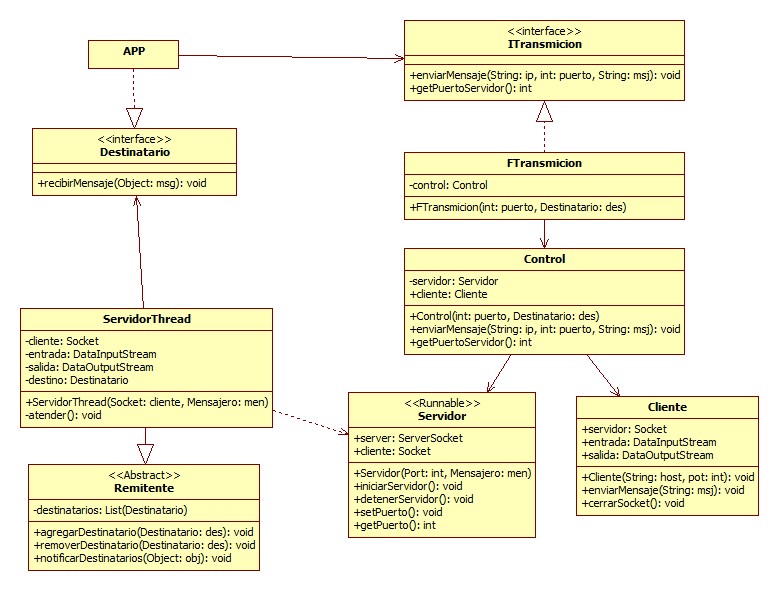 APP
<<interface>>
ITransmicion
+enviarMensaje(String: ip, int: puerto, String: msj): void
+getPuertoServidor(): int
<<interface>>
Destinatario
+recibirMensaje(Object: msg): void
FTransmicion
-control: Control
+FTransmicion(int: puerto, Destinatario: des)
Control
-servidor: Servidor
+cliente: Cliente
+Control(int: puerto, Destinatario: des)
+enviarMensaje(String: ip, int: puerto, String: msj): void
+getPuertoServidor(): int
ServidorThread
-cliente: Socket
-entrada: DataInputStream
-salida: DataOutputStream
-destino: Destinatario
+ServidorThread(Socket: cliente, Mensajero: men)
-atender(): void
<<Runnable>>
Servidor
+server: ServerSocket
+cliente: Socket
+Servidor(Port: int, Mensajero: men)
+iniciarServidor(): void
+detenerServidor(): void
+setPuerto(): void
+getPuerto(): int
Cliente
+servidor: Socket
+entrada: DataInputStream
+salida: DataOutputStream
+Cliente(String: host, pot: int): void
+enviarMensaje(String: msj): void
+cerrarSocket(): void
<<Abstract>>
Remitente
-destinatarios: List(Destinatario)
+agregarDestinatario(Destinatario: des): void
+removerDestinatario(Destinatario: des): void
+notificarDestinatarios(Object: obj): void